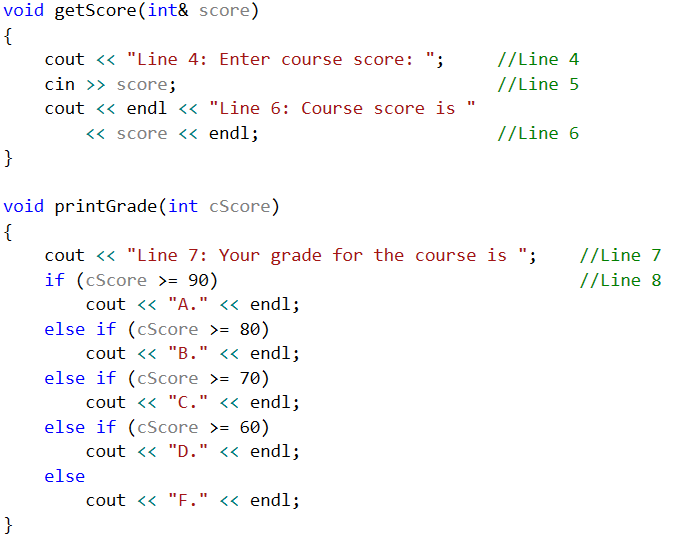 void getScore(int& score)
{
    cout << "Line 4: Enter course score: ";     //Line 4
    cin >> score;                               //Line 5
    cout << endl << "Line 6: Course score is "
        << score << endl;                       //Line 6
}

void printGrade(int cScore)
{
    cout << "Line 7: Your grade for the course is ";    //Line 7
    if (cScore >= 90)                                   //Line 8
        cout << "A." << endl;
    else if (cScore >= 80)
        cout << "B." << endl;
    else if (cScore >= 70)
        cout << "C." << endl;
    else if (cScore >= 60)
        cout << "D." << endl;
    else
        cout << "F." << endl;
}